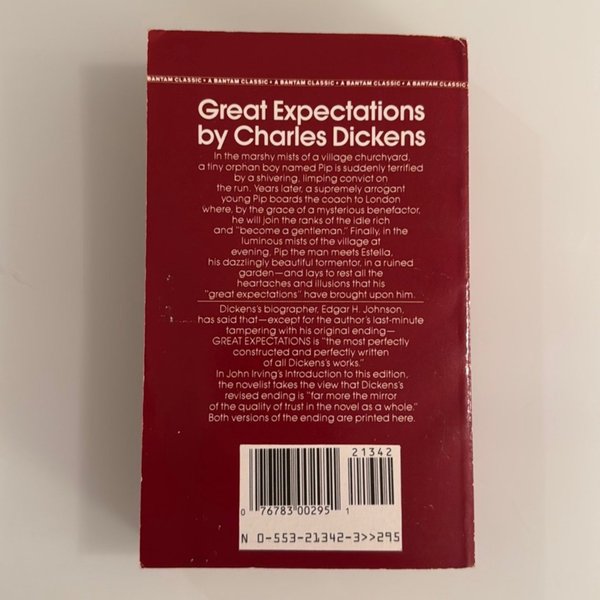 BANTAM CLASSIC • A BANTAM CLASSIC • A BANTAM CLASSIC • A BANTAM CLASSIC • A BANTAM CLASSIC
Great Expectations
by Charles Dickens
In the marshy mists of a village churchyard,
a tiny orphan boy named Pip is suddenly terrified
by a shivering, limping convict on
the run. Years later, a supremely arrogant
young Pip boards the coach to London
where, by the grace of a mysterious benefactor,
he will join the ranks of the idle rich
and "become a gentleman." Finally, in the
luminous mists of the village at
evening, Pip the man meets Estella,
his dazzlingly beautiful tormentor, in a ruined
garden—and lays to rest all the
heartaches and illusions that his
"great expectations" have brought upon him.
Dickens's biographer, Edgar H. Johnson,
has said that—except for the author's last-minute
tampering with his original ending—
GREAT EXPECTATIONS is "the most perfectly
constructed and perfectly written
of all Dickens's works."
In John Irving's Introduction to this edition,
the novelist takes the view that Dickens's
revised ending is "far more the mirror
of the quality of trust in the novel as a whole."
Both versions of the ending are printed here.
21342
0 76783 00295 1
N 0-553-21342-3>>295